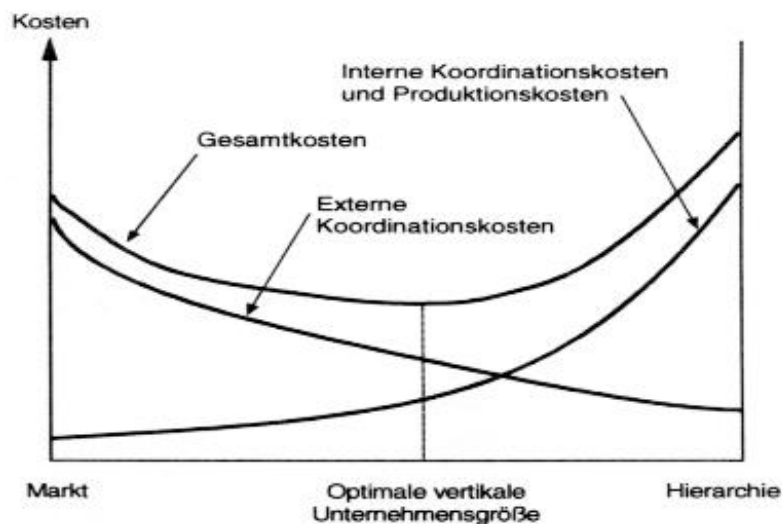 Kosten
Interne Koordinationskosten
und Produktionskosten
Gesamtkosten
Externe
Koordinationskosten
Markt
Optimale vertikale
Unternehmensgröße
Hierarchie